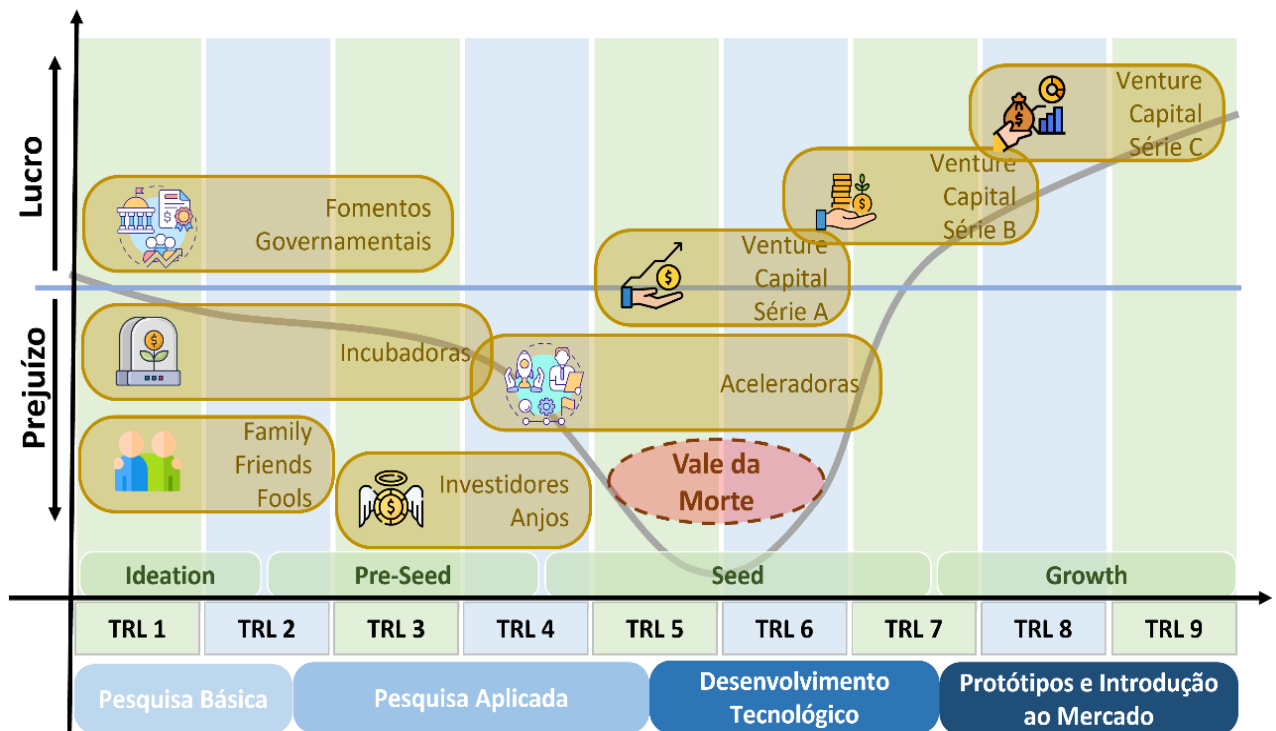 Lucro
Prejuízo
Venture
Capital
Série C
Venture
Capital
Série B
Fomentos
Governamentais
Venture
Capital
Série A
Incubadoras
Aceleradoras
Family
Friends
Fools
Investidores
Anjos
Vale da
Morte
Ideation
Pre-Seed
Seed
Growth
TRL 1
TRL 2
TRL 3
TRL 4
TRL 5
TRL 6
TRL 7
TRL 8
TRL 9
Pesquisa Básica
Pesquisa Aplicada
Desenvolvimento
Tecnológico
Protótipos e Introdução
ao Mercado